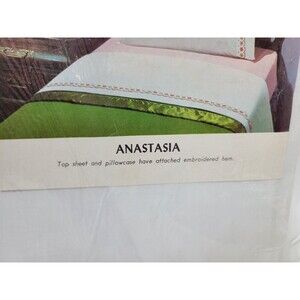 ANASTASIA
Top sheet and pillowcase have attached embroidered hem.